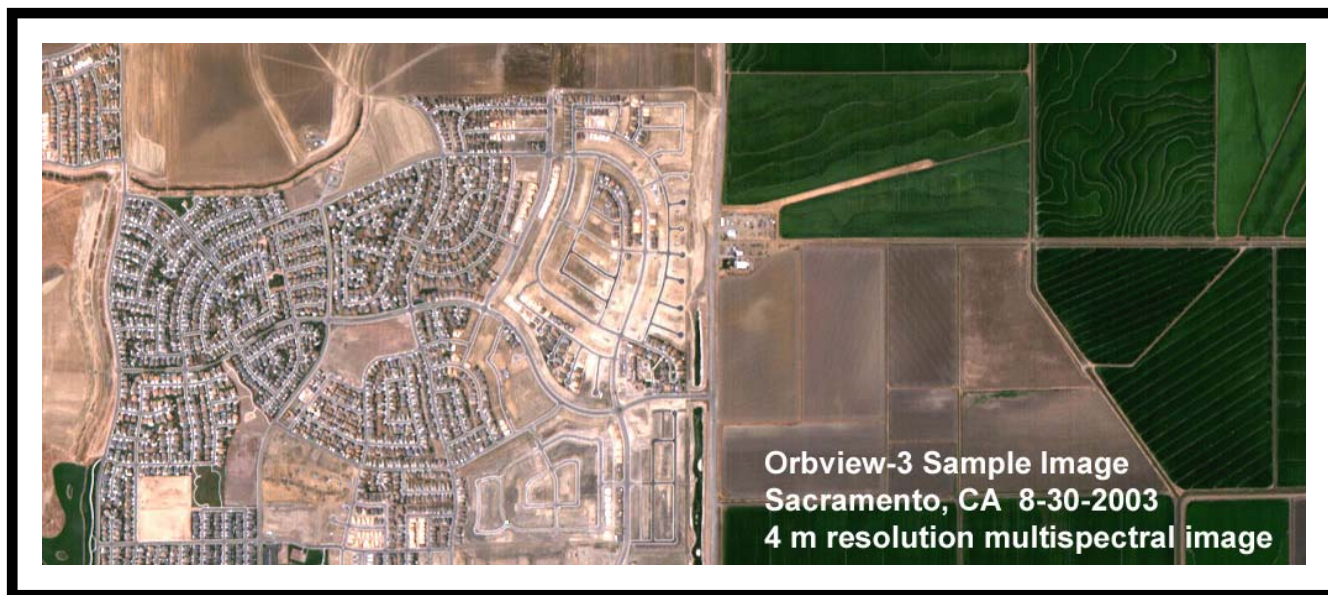 Orbview-3 Sample Image
Sacramento, CA  8-30-2003
4 m resolution multispectral image